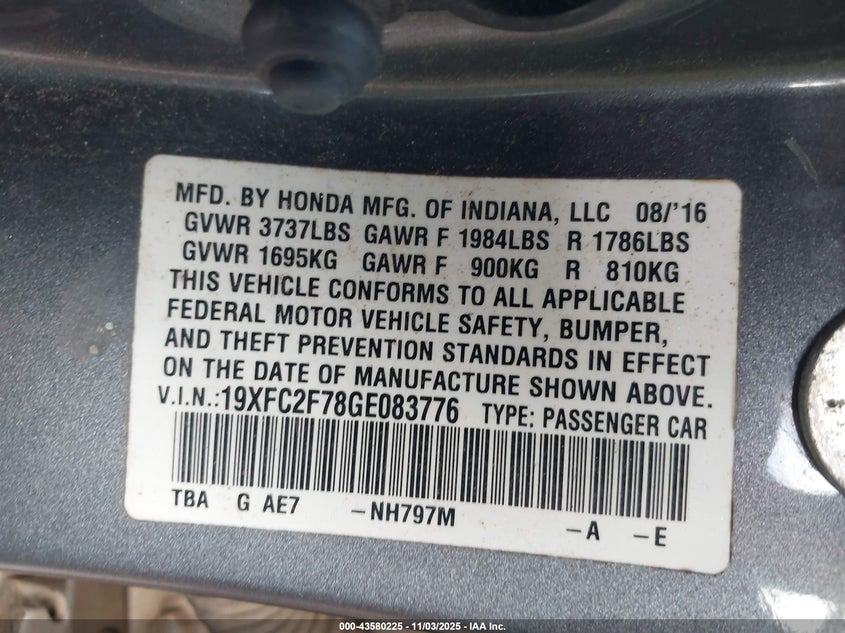 MFD. BY HONDA MFG. OF INDIANA, LLC 08/'16
GVWR 3737LBS GAWR F 1984LBS R 1786LBS
GVWR 1695KG GAWR F 900KG R 810KG
THIS VEHICLE CONFORMS TO ALL APPLICABLE
FEDERAL MOTOR VEHICLE SAFETY, BUMPER,
AND THEFT PREVENTION STANDARDS IN EFFECT
ON THE DATE OF MANUFACTURE SHOWN ABOVE.
V.I.N.:19XFC2F78GE083776 TYPE: PASSENGER CAR
TBA G AE7 -NH797M -A -E
000-43580225 - 11/03/2025 - IAA Inc.